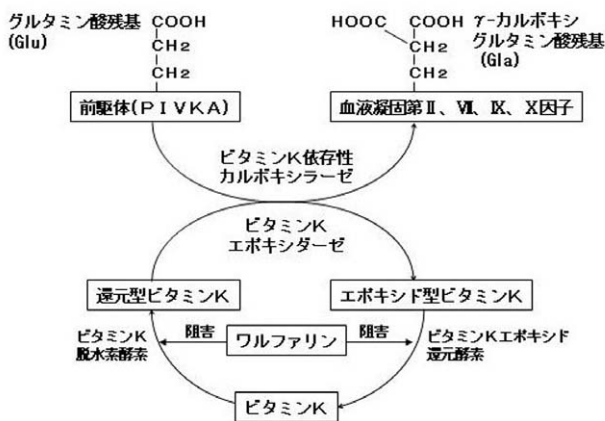 グルタミン酸残基
(Glu)
COOH
CH2
CH2
前駆体(PIVKA)
HOOC
COOH
CH
CH2
γ-カルボキシ
グルタミン酸残基
(Gla)
血液凝固第Ⅱ、Ⅶ、Ⅸ、Ⅹ因子
ビタミンK依存性
カルボキシラーゼ
ビタミンK
エポキシダーゼ
還元型ビタミンK
エポキシド型ビタミンK
ビタミンK
脱水素酵素
阻害
ワルファリン
阻害
ビタミンKエポキシド
還元酵素
ビタミンK